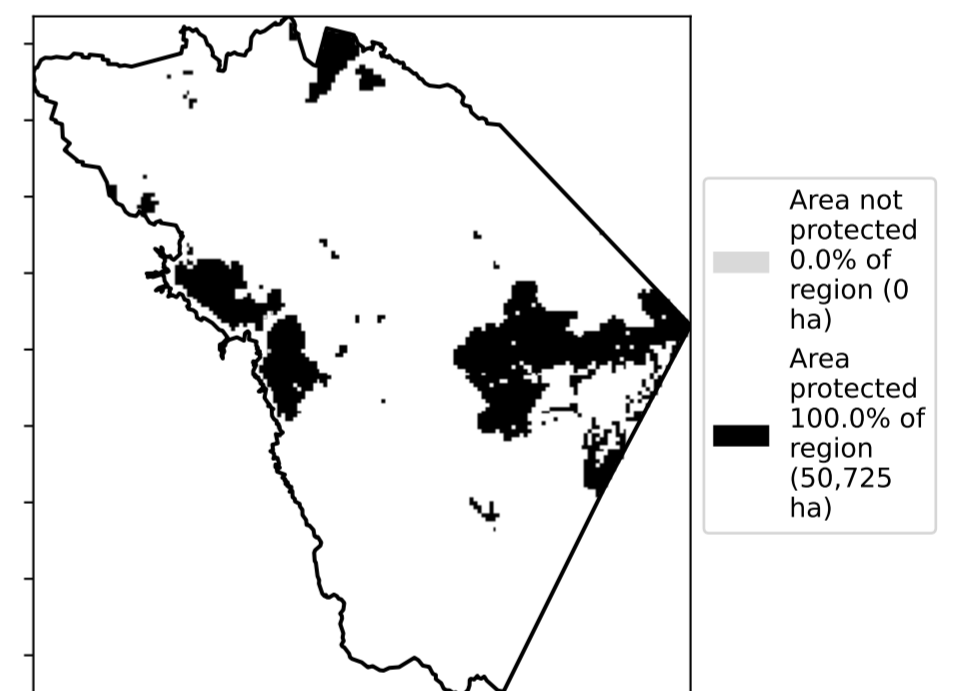 Area not
protected
0.0% of
region (0
ha)
Area
protected
100.0% of
region
(50,725
ha)